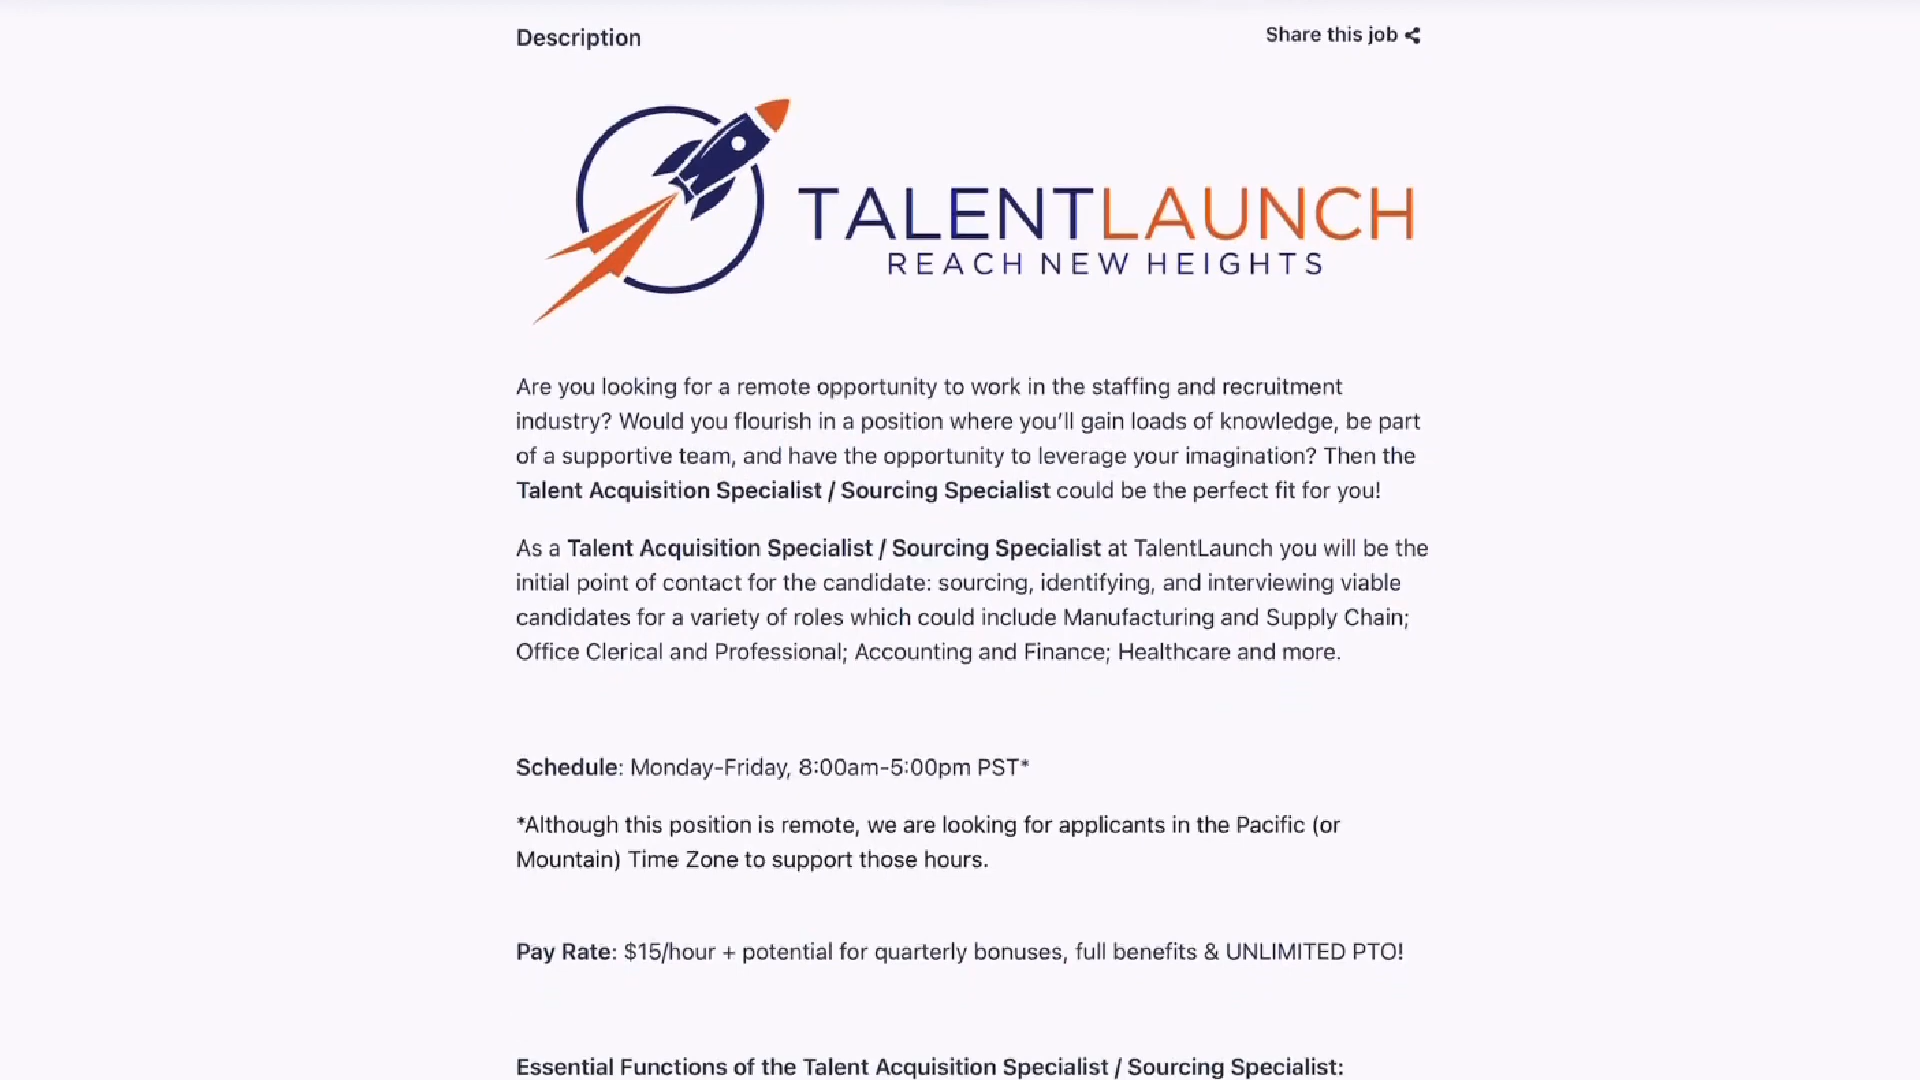 Description
Share this job
TALENTLAUNCH
REACH NEW HEIGHTS
Are you looking for a remote opportunity to work in the staffing and recruitment
industry? Would you flourish in a position where you’ll gain loads of knowledge, be part
of a supportive team, and have the opportunity to leverage your imagination? Then the
Talent Acquisition Specialist / Sourcing Specialist could be the perfect fit for you!
As a Talent Acquisition Specialist / Sourcing Specialist at TalentLaunch you will be the
initial point of contact for the candidate: sourcing, identifying, and interviewing viable
candidates for a variety of roles which could include Manufacturing and Supply Chain;
Office Clerical and Professional; Accounting and Finance; Healthcare and more.
Schedule: Monday-Friday, 8:00am-5:00pm PST*
*Although this position is remote, we are looking for applicants in the Pacific (or
Mountain) Time Zone to support those hours.
Pay Rate: $15/hour + potential for quarterly bonuses, full benefits & UNLIMITED PTO!
Essential Functions of the Talent Acquisition Specialist / Sourcing Specialist: